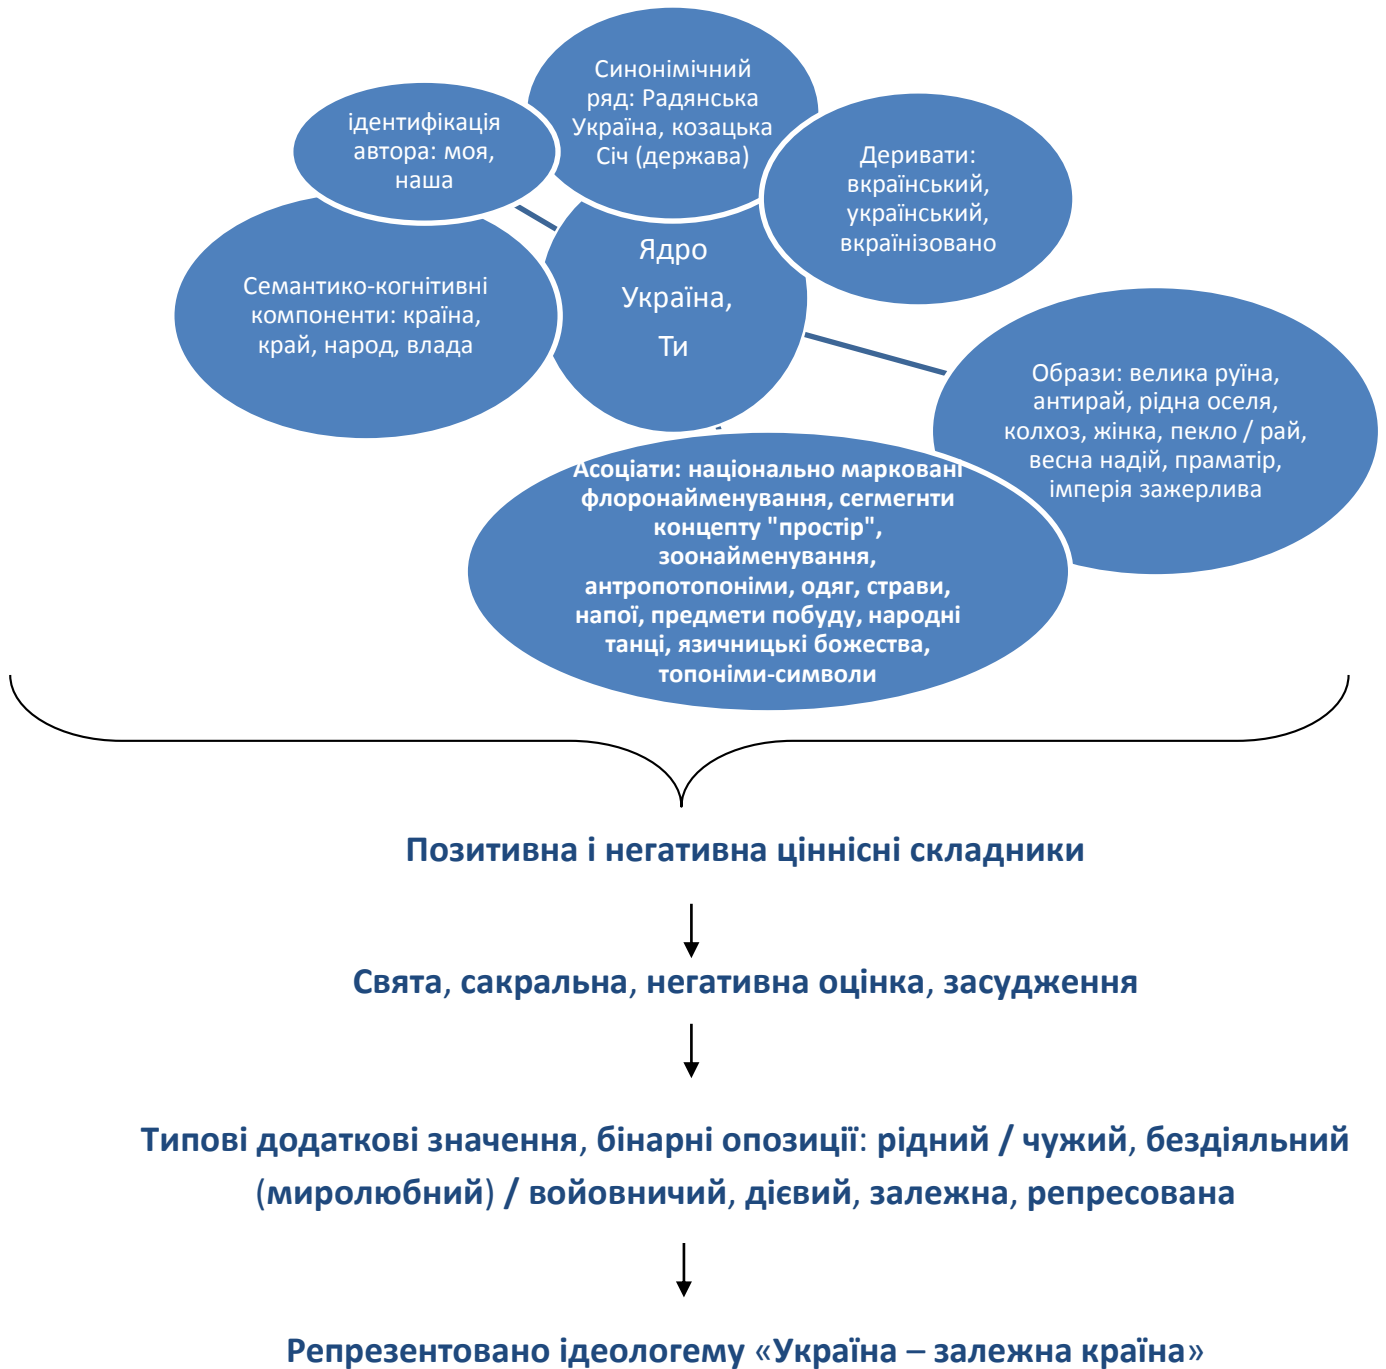 Синонімічний
ряд: Радянська
Україна, козацька
Січ (держава)
ідентифікація
автора: моя,
наша
Деривати:
вкраїнський,
український,
вкраїнізовано
Ядро
Україна,
Ти
Семантико-когнітивні
компоненти: країна,
край, народ, влада
Образи: велика руїна,
антирай, рідна оселя,
колхоз, жінка, пекло / рай,
весна надій, праматір,
імперія зажерлива
Асоціати: національно марковані
флоронайменування, сегмегнти
концепту "простір",
зоонайменування,
антропотопоніми, одяг, страви,
напої, предмети побуду, народні
танці, язичницькі божества,
топоніми-символи
Позитивна і негативна ціннісні складники
Свята, сакральна, негативна оцінка, засудження
Типові додаткові значення, бінарні опозиції: рідний / чужий, бездіяльний
(миролюбний) / войовничий, дієвий, залежна, репресована
Репрезентовано ідеологему «Україна – залежна країна»